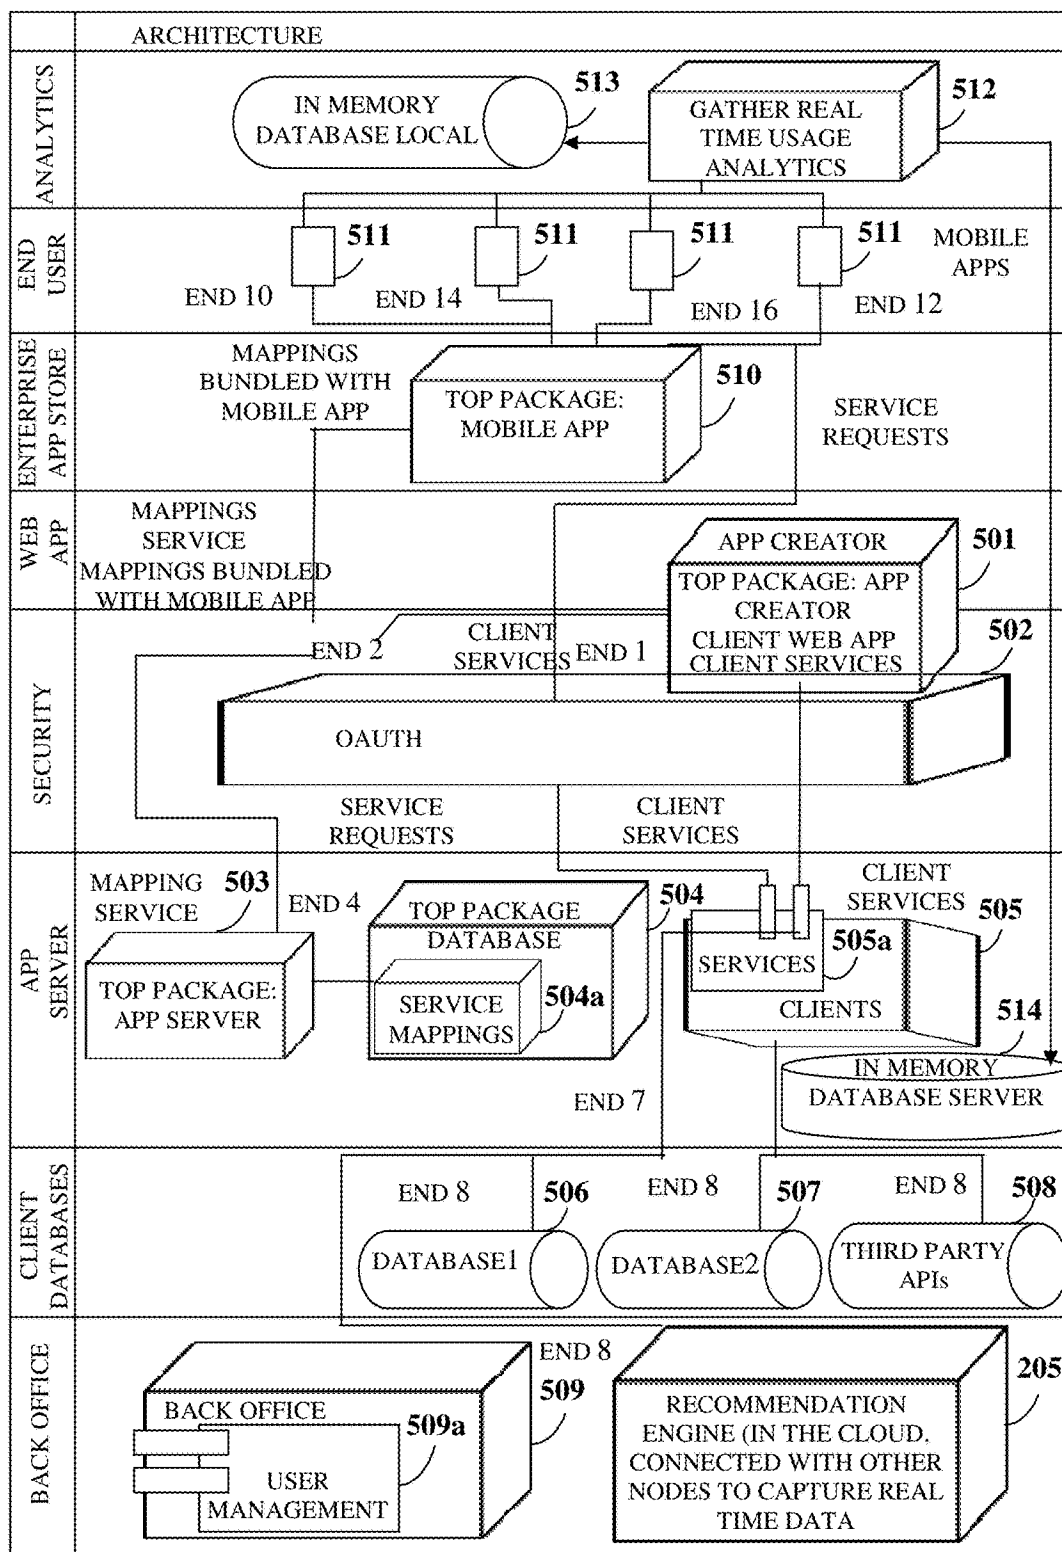 ARCHITECTURE
ANALYTICS
IN MEMORY
DATABASE LOCAL
513
GATHER REAL
TIME USAGE
ANALYTICS
512
END
USER
511
511
511
511
MOBILE
APPS
END 10
END 14
END 16
END 12
ENTERPRISE
APP STORE
MAPPINGS
BUNDLED WITH
MOBILE APP
TOP PACKAGE:
MOBILE APP
510
SERVICE
REQUESTS
WEB
APP
MAPPINGS
SERVICE
MAPPINGS BUNDLED
WITH MOBILE APP
APP CREATOR
501
TOP PACKAGE: APP
CREATOR
CLIENT WEB APP
CLIENT SERVICES
SECURITY
END 2
CLIENT
SERVICES
END 1
502
OAUTH
SERVICE
REQUESTS
CLIENT
SERVICES
APP
SERVER
MAPPING
SERVICE
503
END 4
TOP PACKAGE:
APP SERVER
TOP PACKAGE
DATABASE
504
SERVICE
MAPPINGS
504a
CLIENT
SERVICES
505
SERVICES
505a
CLIENTS
514
IN MEMORY
DATABASE SERVER
END 7
CLIENT
DATABASES
END 8
506
END 8
507
END 8
508
DATABASE1
DATABASE2
THIRD PARTY
APIs
BACK OFFICE
END 8
509
BACK OFFICE
509a
USER
MANAGEMENT
205
RECOMMENDATION
ENGINE (IN THE CLOUD,
CONNECTED WITH OTHER
NODES TO CAPTURE REAL
TIME DATA